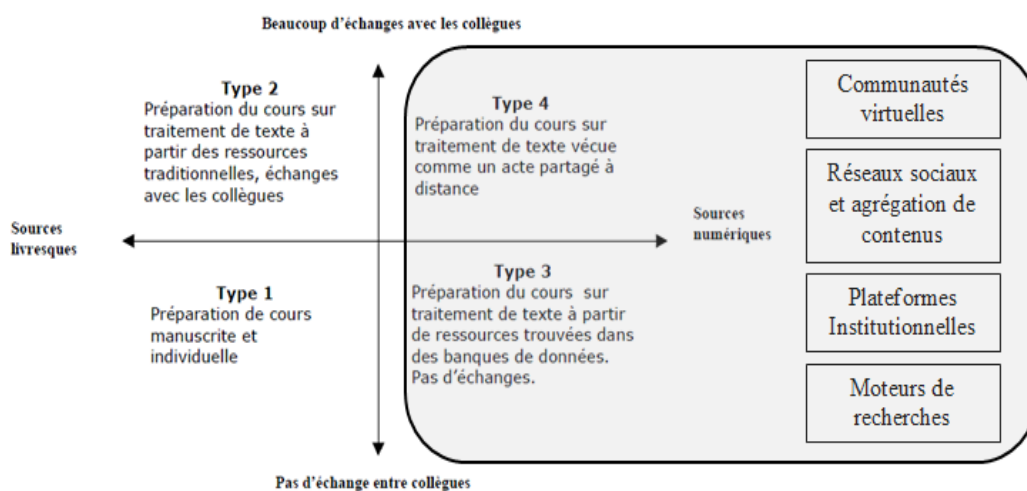 Beaucoup d'échanges avec les collègues
Type 2
Préparation du cours sur
traitement de texte à
partir des ressources
traditionnelles, échanges
avec les collègues
Type 4
Préparation du cours sur
traitement de texte vécue
comme un acte partagé à
distance
Communautés
virtuelles
Réseaux sociaux
et agrégation de
contenus
Sources
livresques
Sources
numériques
Type 1
Préparation de cours
manuscrite et
individuelle
Type 3
Préparation du cours sur
traitement de texte à partir
de ressources trouvées dans
des banques de données.
Pas d'échanges.
Plateformes
Institutionnelles
Moteurs de
recherches
Pas d'échange entre collègues